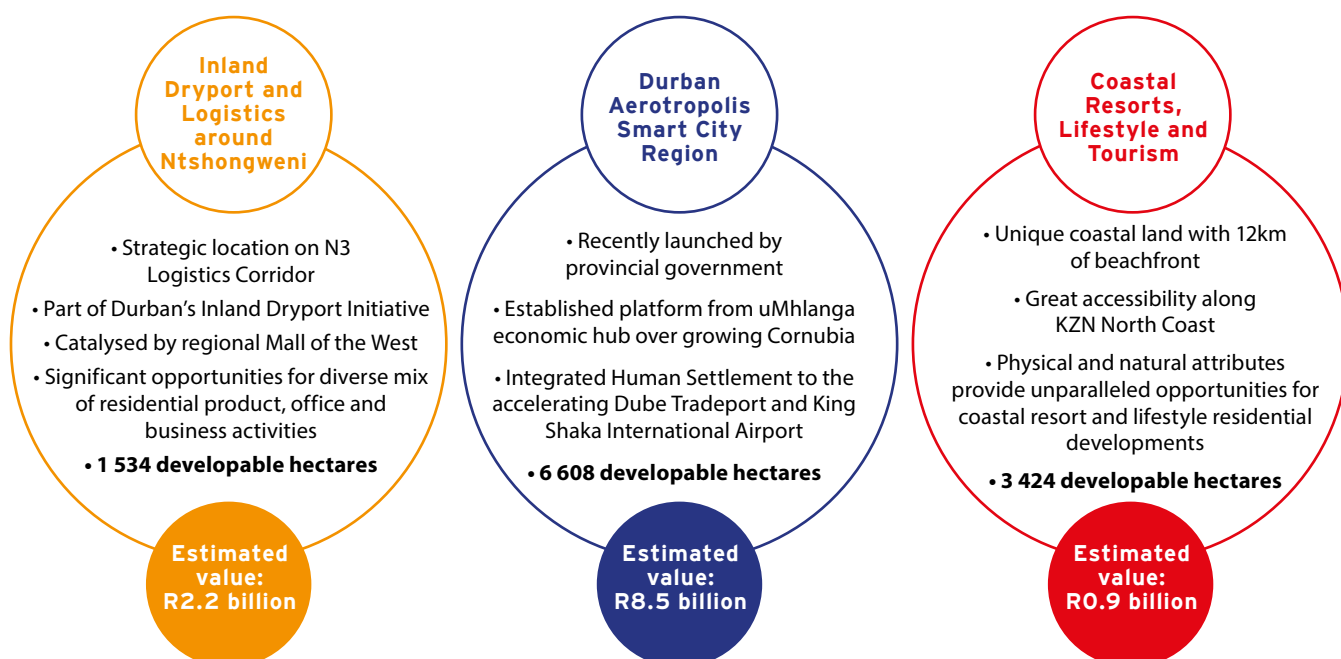 Inland
Dryport and
Logistics
around
Ntshongweni
• Strategic location on N3
Logistics Corridor
• Part of Durban’s Inland Dryport Initiative
• Catalysed by regional Mall of the West
• Significant opportunities for diverse mix
of residential product, office and
business activities
• 1 534 developable hectares
Estimated
value:
R2.2 billion
Durban
Aerotropolis
Smart City
Region
• Recently launched by
provincial government
• Established platform from uMhlanga
economic hub over growing Cornubia
• Integrated Human Settlement to the
accelerating Dube Tradeport and King
Shaka International Airport
• 6 608 developable hectares
Estimated
value:
R8.5 billion
Coastal
Resorts,
Lifestyle and
Tourism
• Unique coastal land with 12km
of beachfront
• Great accessibility along
KZN North Coast
• Physical and natural attributes
provide unparalleled opportunities for
coastal resort and lifestyle residential
developments
• 3 424 developable hectares
Estimated
value:
R0.9 billion